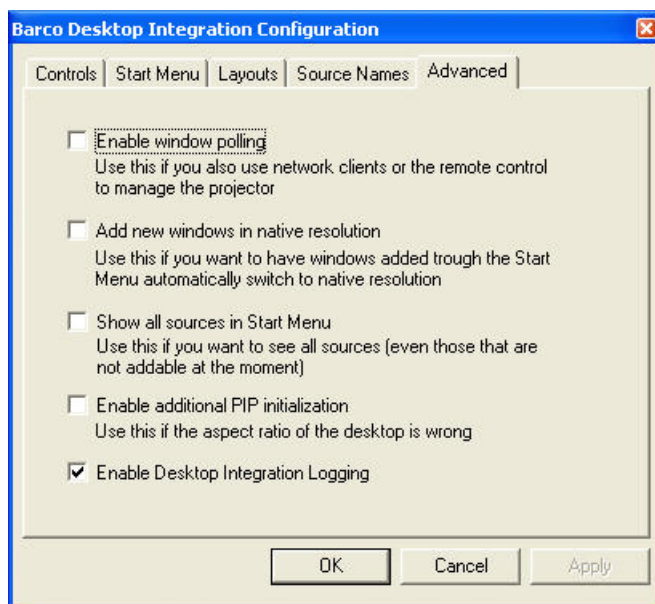 Barco Desktop Integration Configuration
Controls Start Menu Layouts Source Names Advanced
Enable window polling
Use this if you also use network clients or the remote control
to manage the projector
Add new windows in native resolution
Use this if you want to have windows added trough the Start
Menu automatically switch to native resolution
Show all sources in Start Menu
Use this if you want to see all sources (even those that are
not addable at the moment)
Enable additional PIP initialization
Use this if the aspect ratio of the desktop is wrong
Enable Desktop Integration Logging
OK Cancel Apply